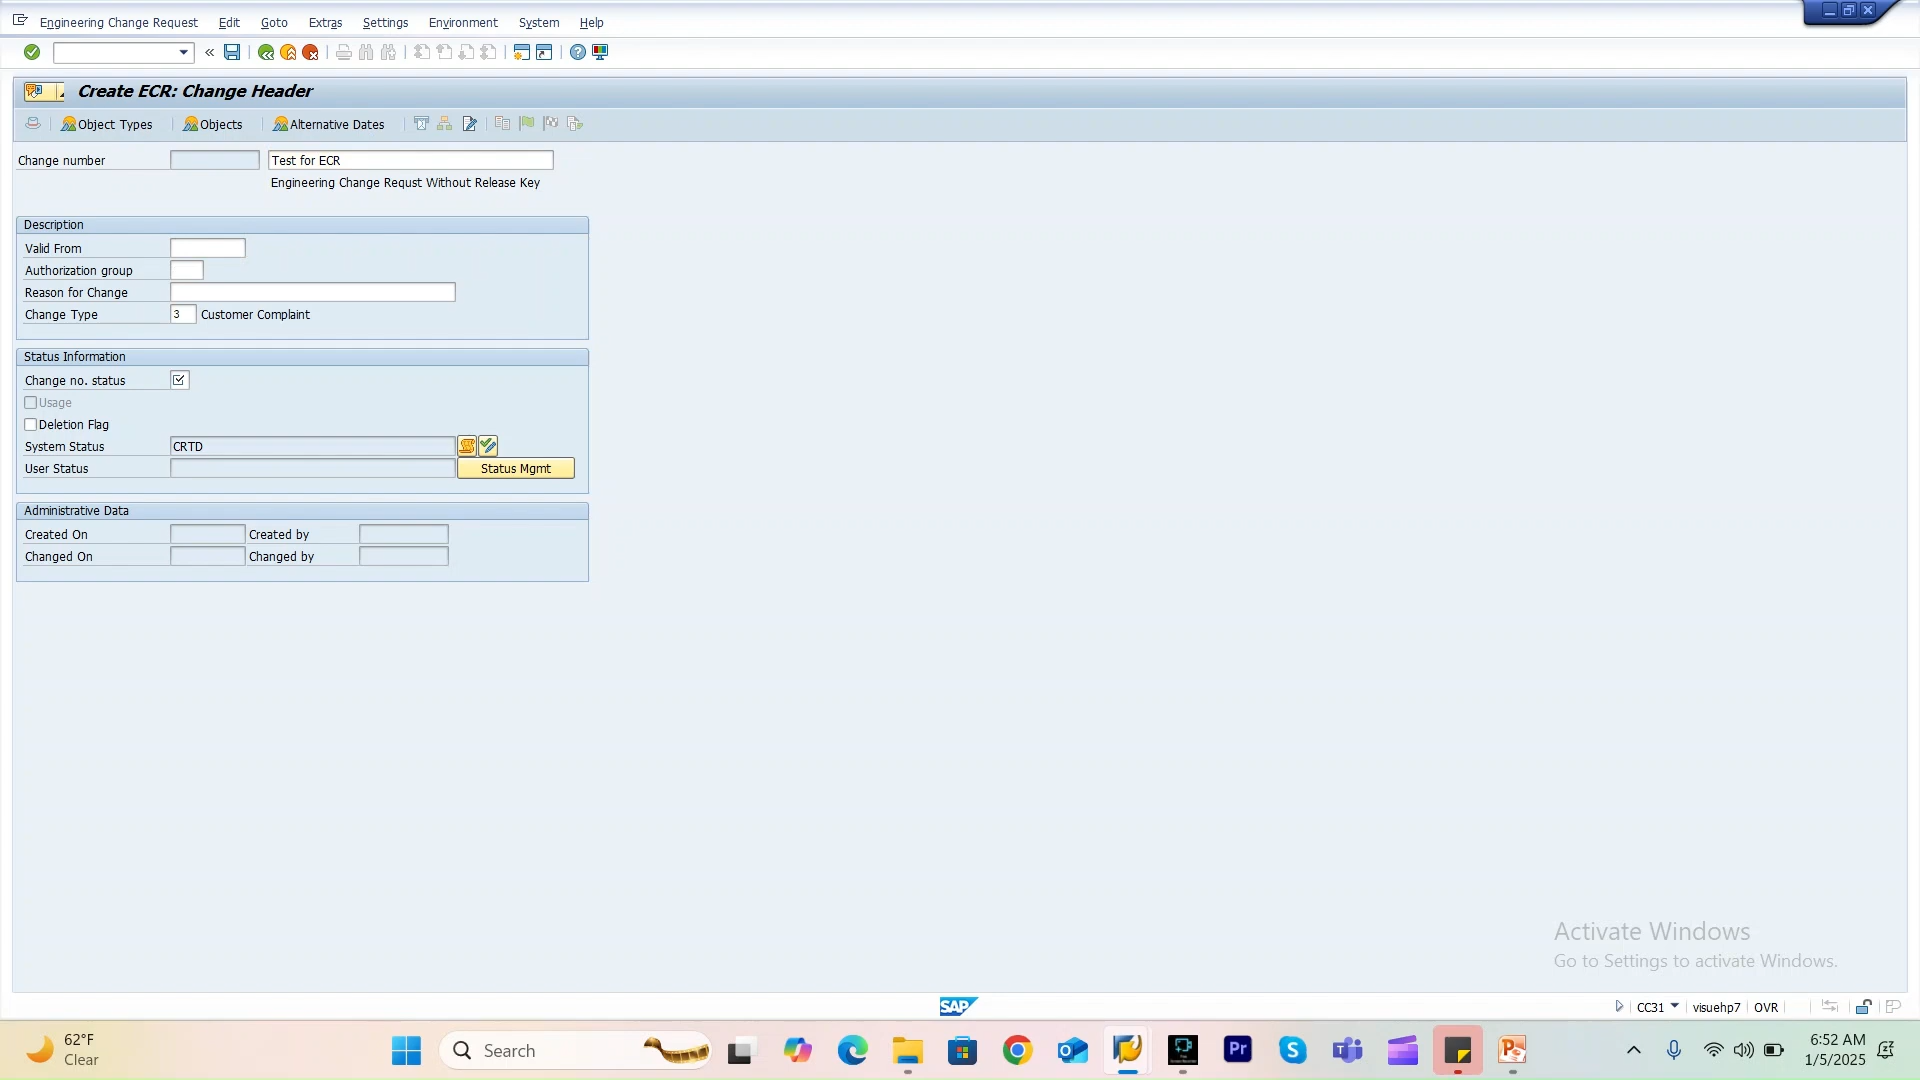 Engineering Change Request Edit Goto Extras Settings Environment System Help
Create ECR: Change Header
Object Types Objects Alternative Dates
Change number Test for ECR
Engineering Change Requst Without Release Key
Description
Valid From
Authorization group
Reason for Change
Change Type 3 Customer Complaint
Status Information
Change no. status
Usage
Deletion Flag
System Status CRTD
User Status Status Mgmt
Administrative Data
Created On Created by
Changed On Changed by
Activate Windows
Go to Settings to activate Windows.
SAP CC31 visuehp7 OVR
62°F
Clear
Search
Pr
6:52 AM
1/5/2025